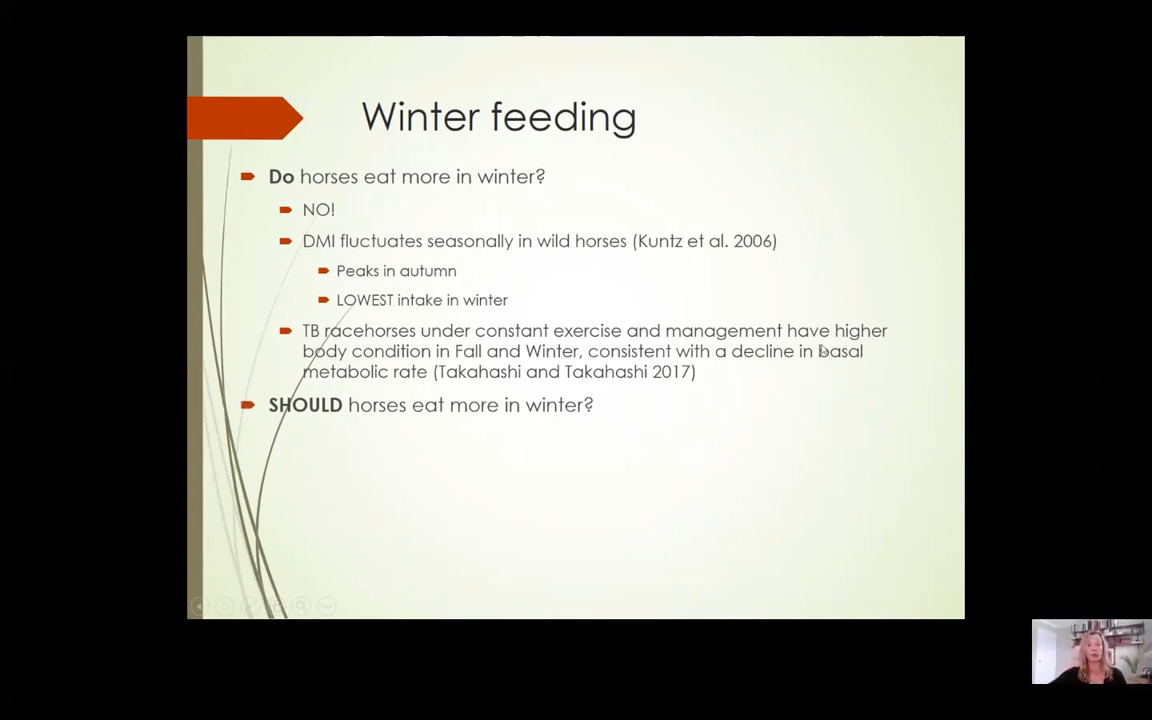 Winter feeding
Do horses eat more in winter?
NO!
DMI fluctuates seasonally in wild horses (Kuntz et al. 2006)
Peaks in autumn
LOWEST intake in winter
TB racehorses under constant exercise and management have higher
body condition in Fall and Winter, consistent with a decline in basal
metabolic rate (Takahashi and Takahashi 2017)
SHOULD horses eat more in winter?